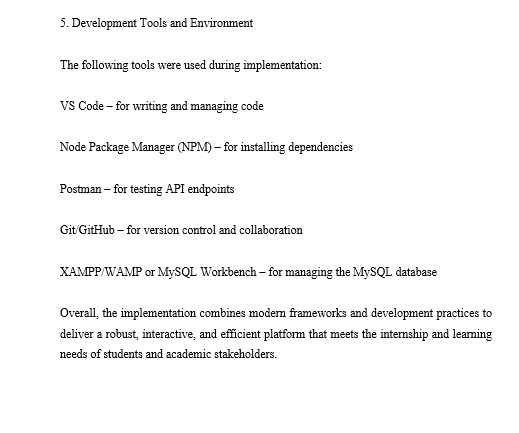 5. Development Tools and Environment
The following tools were used during implementation:
VS Code – for writing and managing code
Node Package Manager (NPM) – for installing dependencies
Postman – for testing API endpoints
Git/GitHub – for version control and collaboration
XAMPP/WAMP or MySQL Workbench – for managing the MySQL database
Overall, the implementation combines modern frameworks and development practices to
deliver a robust, interactive, and efficient platform that meets the internship and learning
needs of students and academic stakeholders.